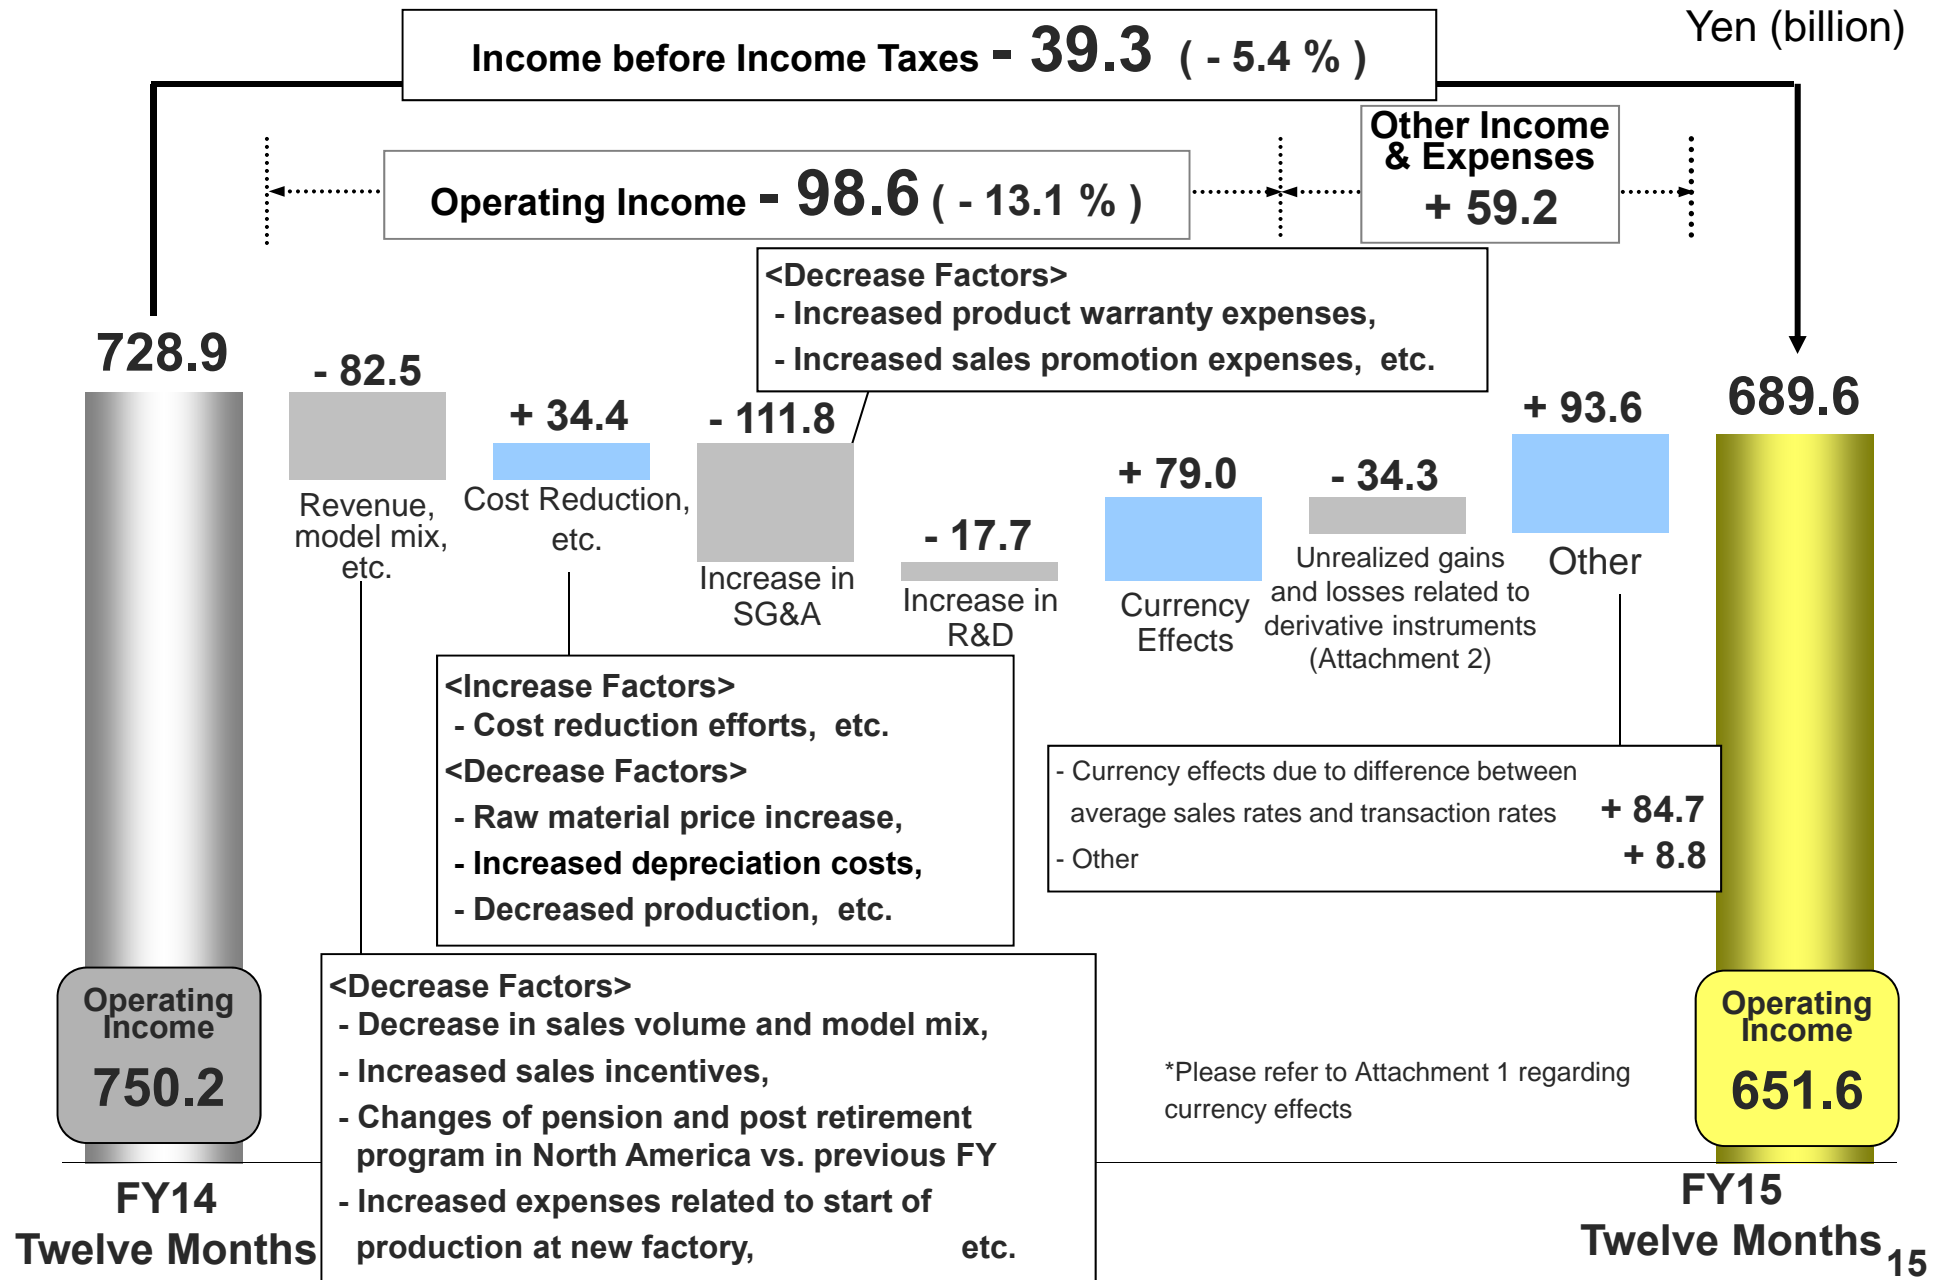 Yen (billion)
Income before Income Taxes - 39.3 ( - 5.4 % )
Other Income
& Expenses
+ 59.2
Operating Income - 98.6 ( - 13.1 % )
<Decrease Factors>
- Increased product warranty expenses,
- Increased sales promotion expenses, etc.
728.9
- 82.5
Revenue,
model mix,
etc.
+ 34.4
Cost Reduction,
etc.
- 111.8
Increase in
SG&A
- 17.7
Increase in
R&D
+ 79.0
Currency
Effects
- 34.3
Unrealized gains
and losses related to
derivative instruments
(Attachment 2)
+ 93.6
Other
689.6
<Increase Factors>
- Cost reduction efforts, etc.
<Decrease Factors>
- Raw material price increase,
- Increased depreciation costs,
- Decreased production, etc.
- Currency effects due to difference between
average sales rates and transaction rates + 84.7
- Other + 8.8
Operating
Income
750.2
<Decrease Factors>
- Decrease in sales volume and model mix,
- Increased sales incentives,
- Changes of pension and post retirement
program in North America vs. previous FY
- Increased expenses related to start of
production at new factory, etc.
*Please refer to Attachment 1 regarding
currency effects
Operating
Income
651.6
FY14
Twelve Months
FY15
Twelve Months
15